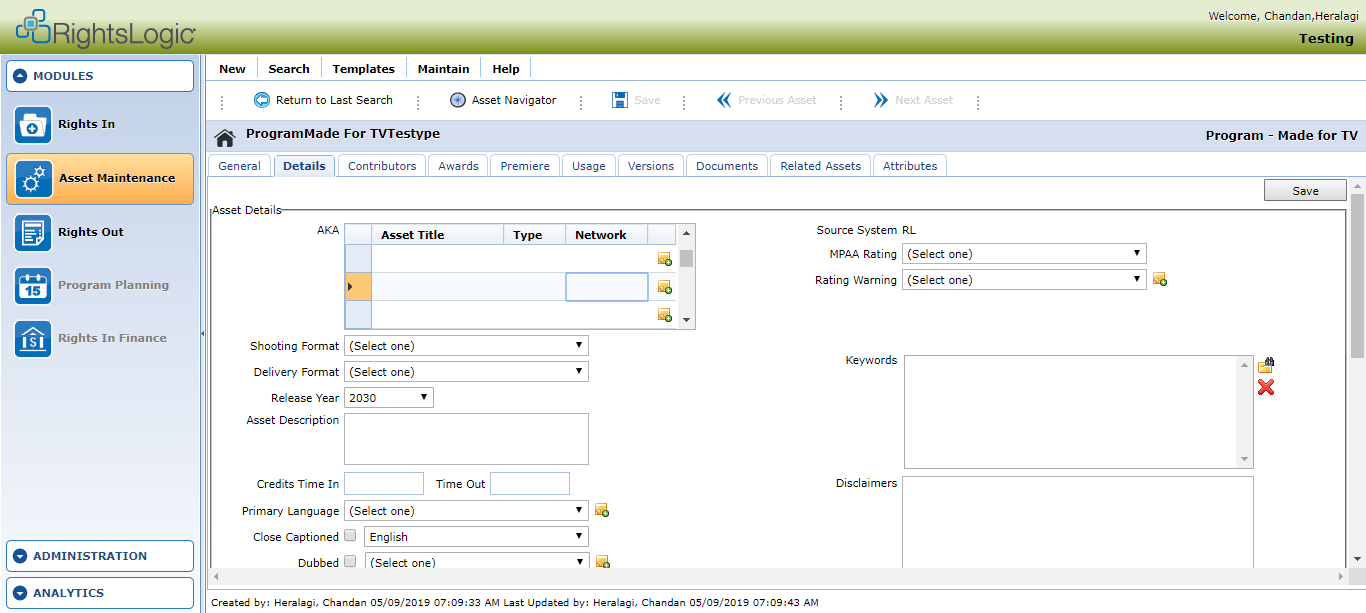 RightsLogic
Welcome, Chandan,Heralagi
Testing
MODULES
Rights In
Asset Maintenance
Rights Out
15
Program Planning
$
Rights In Finance
ADMINISTRATION
ANALYTICS
New Search Templates Maintain Help
Return to Last Search Asset Navigator Save Previous Asset Next Asset
ProgramMade For TVTestype
Program - Made for TV
General Details Contributors Awards Premiere Usage Versions Documents Related Assets Attributes
Save
Asset Details
AKA
Asset Title Type Network
Source System RL
MPAA Rating (Select one)
Rating Warning (Select one)
Shooting Format (Select one)
Delivery Format (Select one)
Release Year 2030
Asset Description
Keywords
Credits Time In Time Out
Disclaimers
Primary Language (Select one)
Close Captioned English
Dubbed (Select one)
Created by: Heralagi, Chandan 05/09/2019 07:09:33 AM Last Updated by: Heralagi, Chandan 05/09/2019 07:09:43 AM